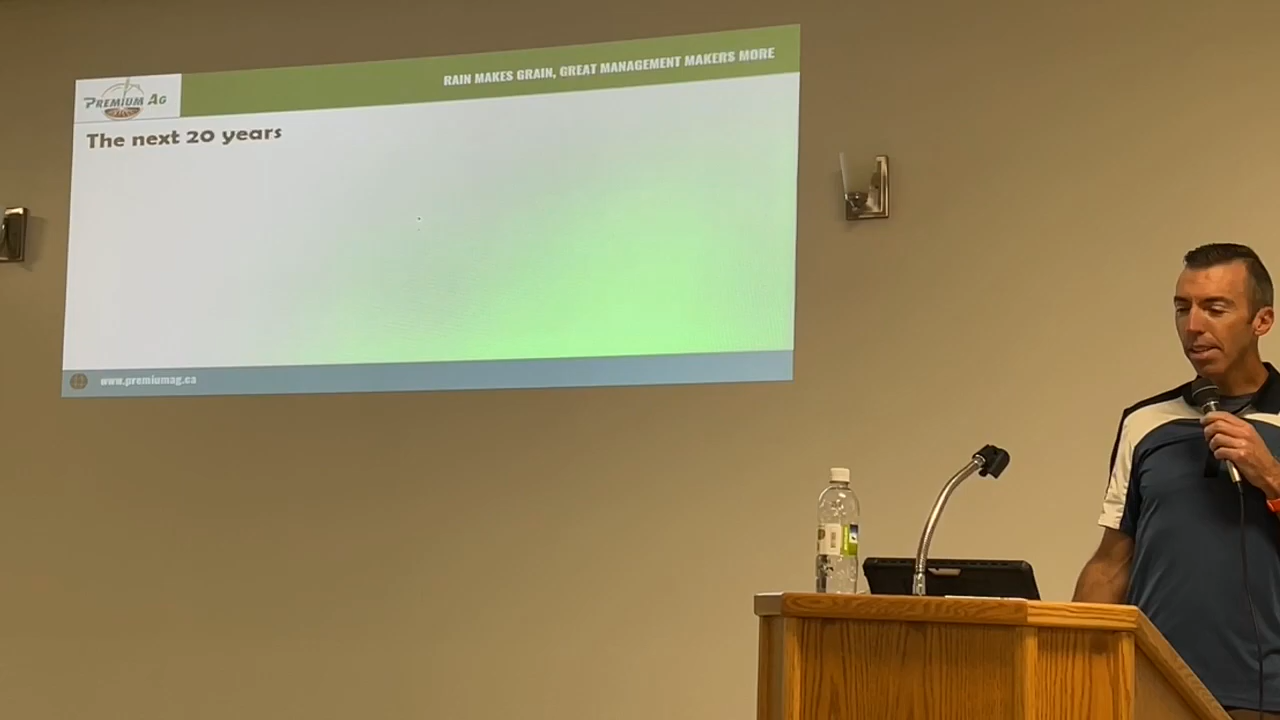 RAIN MAKES GRAIN, GREAT MANAGEMENT MAKERS MORE
PREMIUM AG
The next 20 years
www.premiumag.ca